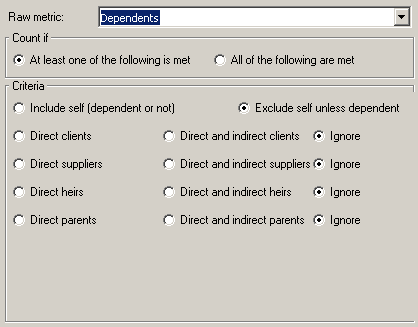 Raw metric: Dependents
Count if
At least one of the following is met All of the following are met
Criteria
Include self (dependent or not) Exclude self unless dependent
Direct clients Direct and indirect clients Ignore
Direct suppliers Direct and indirect suppliers Ignore
Direct heirs Direct and indirect heirs Ignore
Direct parents Direct and indirect parents Ignore